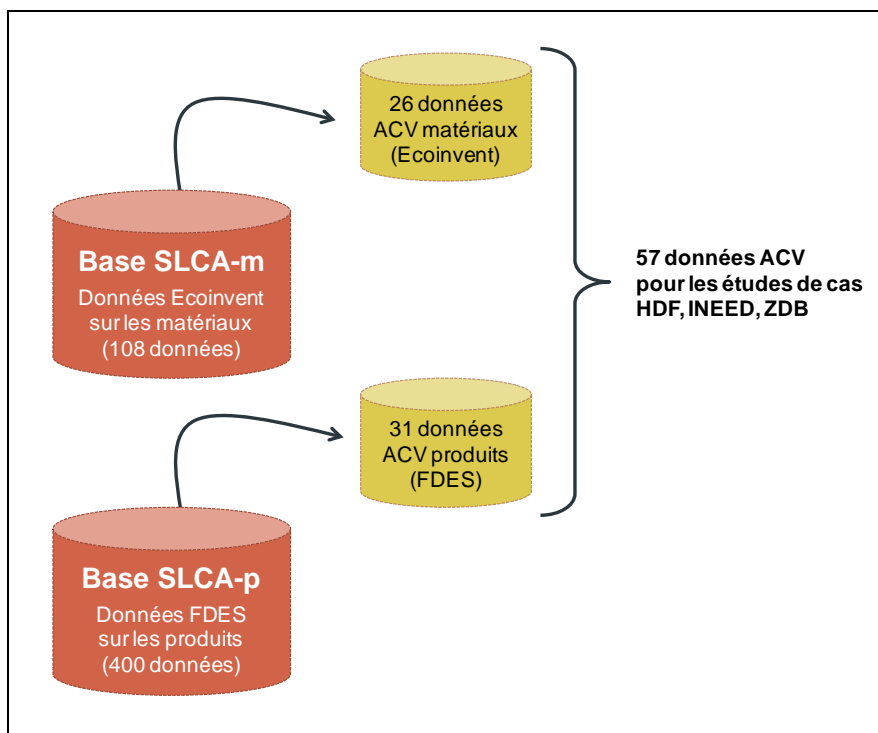 26 données
ACV matériaux
(Ecoinvent)
Base SLCA-m
Données Ecoinvent
sur les matériaux
(108 données)
57 données ACV
pour les études de cas
HDF, INEED, ZDB
31 données
ACV produits
(FDES)
Base SLCA-p
Données FDES
sur les produits
(400 données)